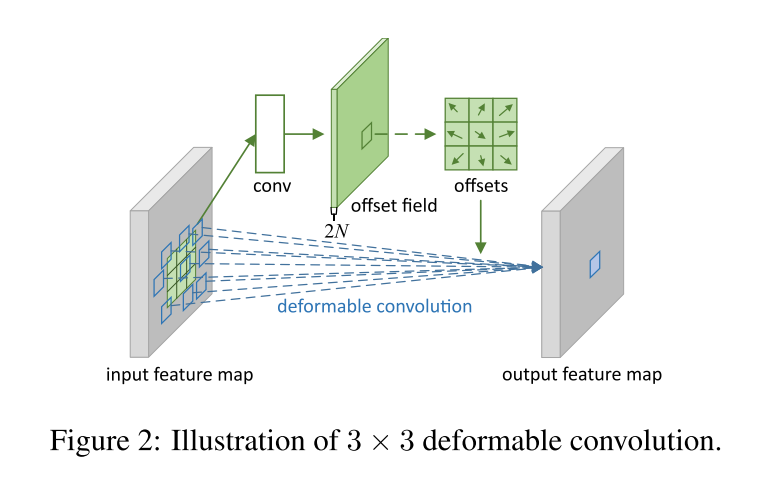 conv
offset field
offsets
2N
deformable convolution
input feature map
output feature map
Figure 2: Illustration of 3 × 3 deformable convolution.